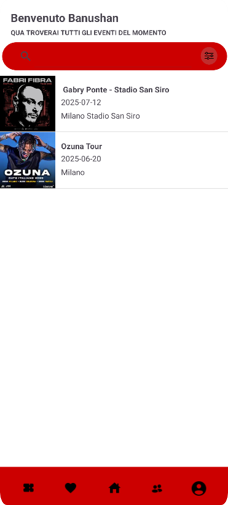 Benvenuto Banushan
QUA TROVERAI TUTTI GLI EVENTI DEL MOMENTO
FABRI FIBRA
Gabry Ponte - Stadio San Siro
2025-07-12
Milano Stadio San Siro
OZUNA
Ozuna Tour
2025-06-20
Milano